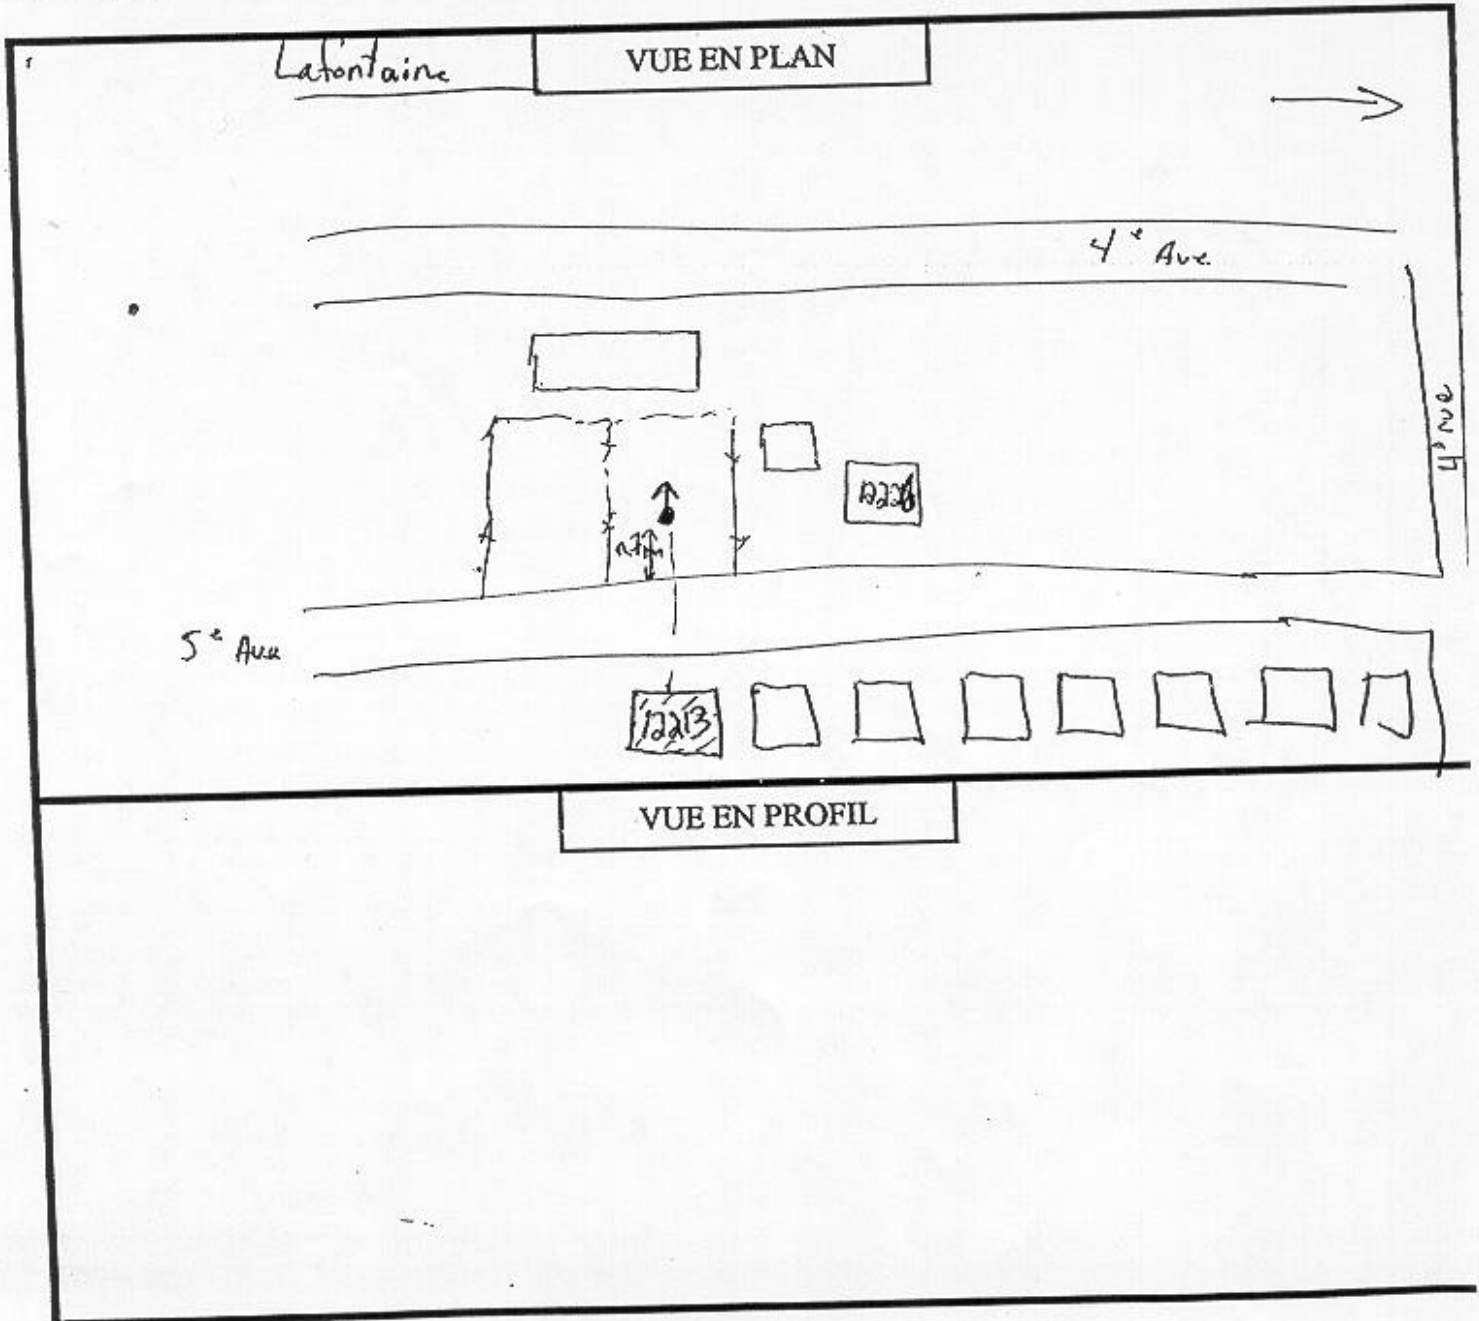 Lafontaine
VUE EN PLAN
4e Ave.
4e rue
5e Ave
12213
VUE EN PROFIL